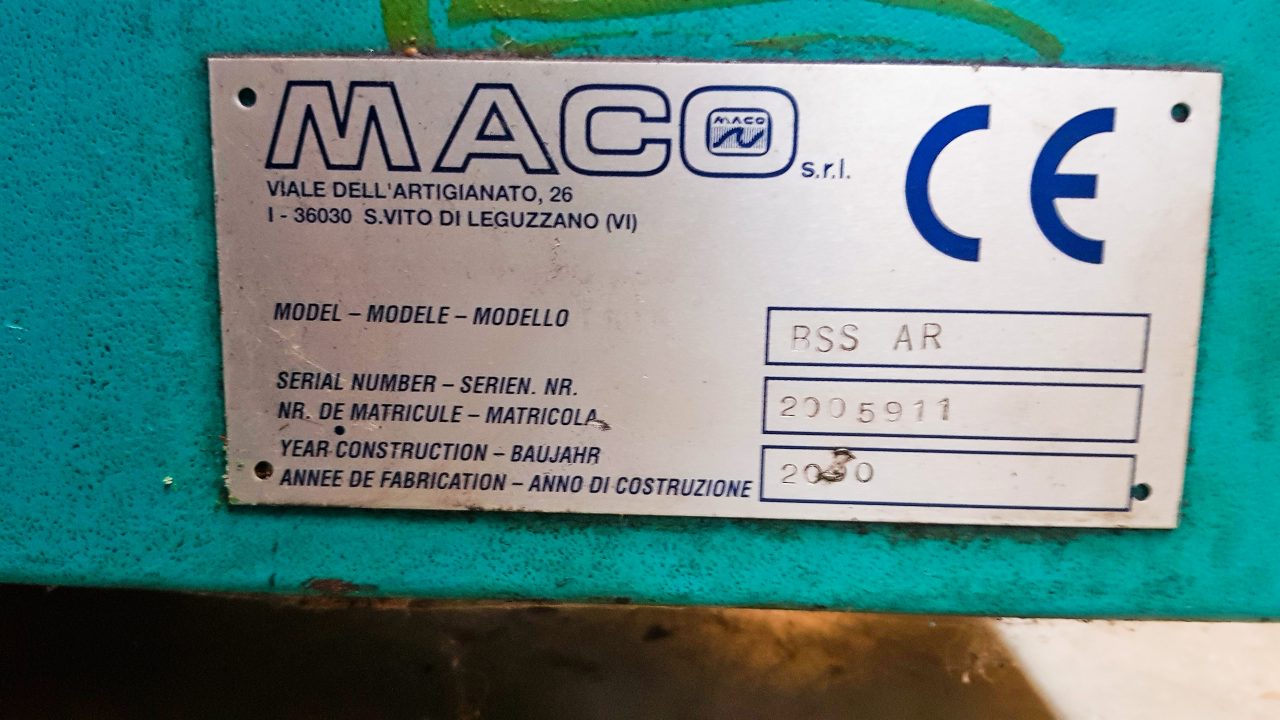 MACO s.r.l.
MACO
VIALE DELL'ARTIGIANATO, 26
I - 36030 S.VITO DI LEGUZZANO (VI)
CE
MODEL – MODELE – MODELLO
BSS AR
SERIAL NUMBER – SERIEN. NR.
NR. DE MATRICULE – MATRICOLA
2005911
YEAR CONSTRUCTION – BAUJAHR
ANNEE DE FABRICATION – ANNO DI COSTRUZIONE